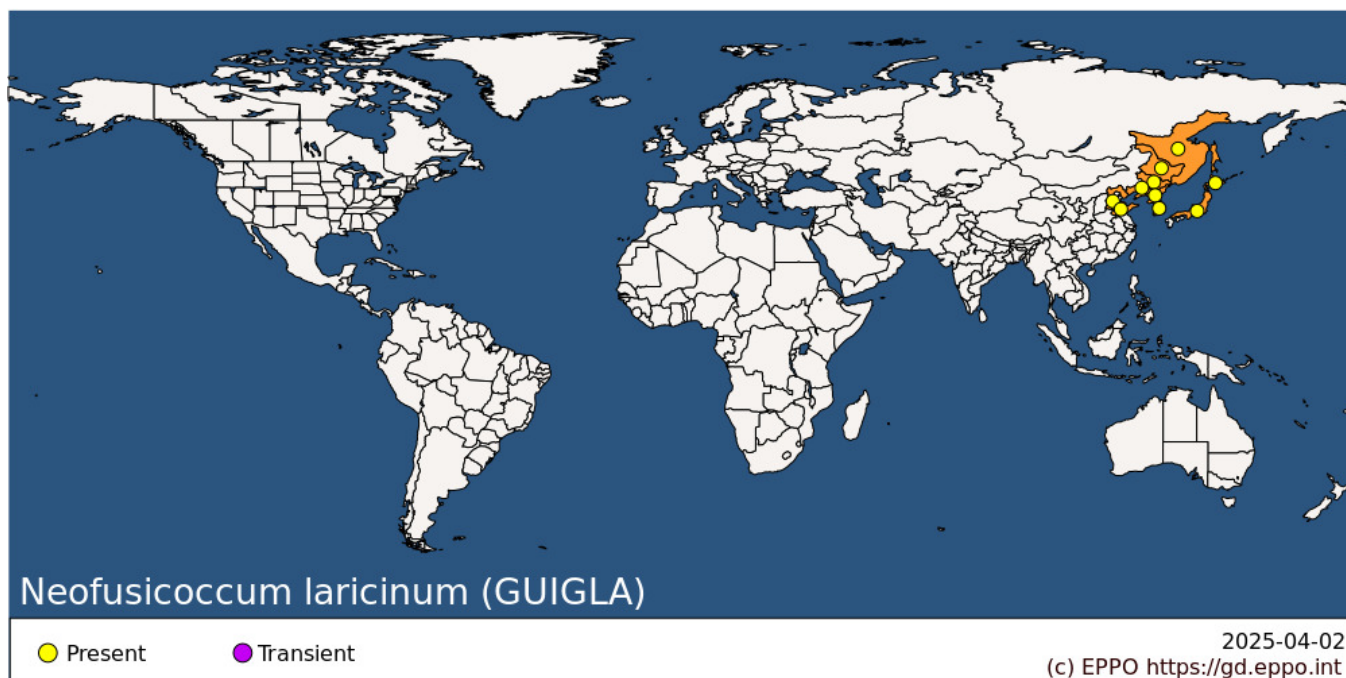 Neofusicoccum laricinum (GUIGLA)
Present
Transient
2025-04-02
(c) EPPO https://gd.eppo.int